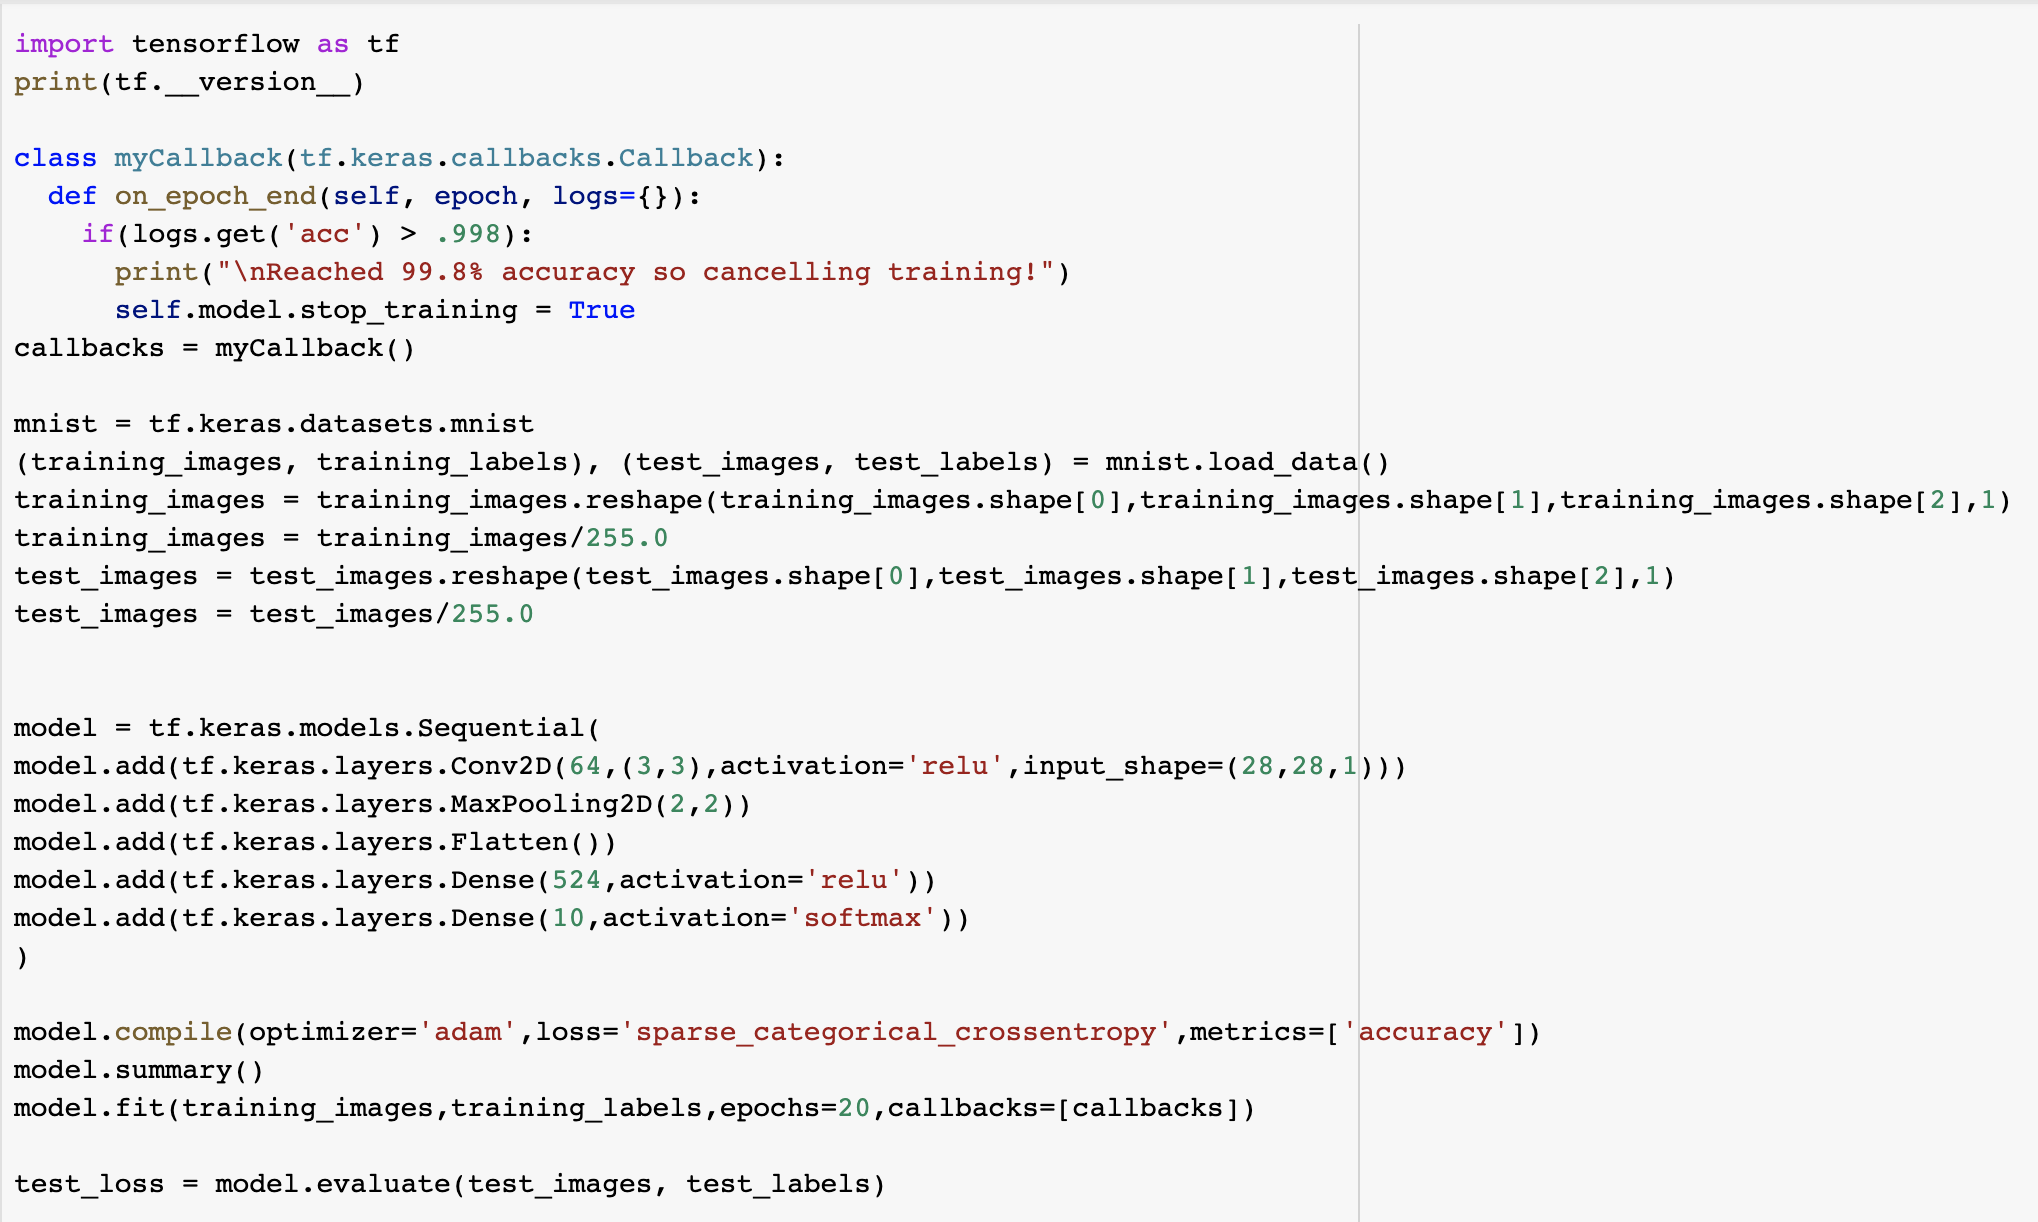 import tensorflow as tf
print(tf.__version__)
class myCallback(tf.keras.callbacks.Callback):
  def on_epoch_end(self, epoch, logs={}):
    if(logs.get('acc') > .998):
      print("\nReached 99.8% accuracy so cancelling training!")
      self.model.stop_training = True
callbacks = myCallback()
mnist = tf.keras.datasets.mnist
(training_images, training_labels), (test_images, test_labels) = mnist.load_data()
training_images = training_images.reshape(training_images.shape[0],training_images.shape[1],training_images.shape[2],1)
training_images = training_images/255.0
test_images = test_images.reshape(test_images.shape[0],test_images.shape[1],test_images.shape[2],1)
test_images = test_images/255.0
model = tf.keras.models.Sequential(
model.add(tf.keras.layers.Conv2D(64,(3,3),activation='relu',input_shape=(28,28,1)))
model.add(tf.keras.layers.MaxPooling2D(2,2))
model.add(tf.keras.layers.Flatten())
model.add(tf.keras.layers.Dense(524,activation='relu'))
model.add(tf.keras.layers.Dense(10,activation='softmax'))
)
model.compile(optimizer='adam',loss='sparse_categorical_crossentropy',metrics=['accuracy'])
model.summary()
model.fit(training_images,training_labels,epochs=20,callbacks=[callbacks])
test_loss = model.evaluate(test_images, test_labels)